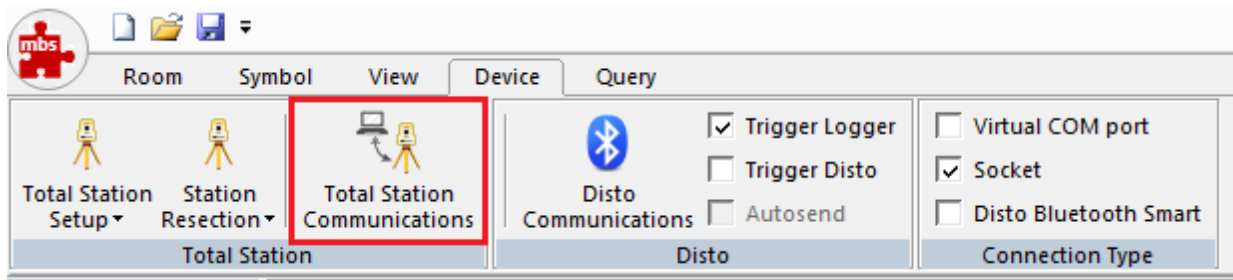 mbs
Room Symbol View Device Query
Total Station
Setup
Station
Resection
Total Station
Communications
Total Station
Disto
Communications
Trigger Logger
Trigger Disto
Autosend
Disto
Virtual COM port
Socket
Disto Bluetooth Smart
Connection Type